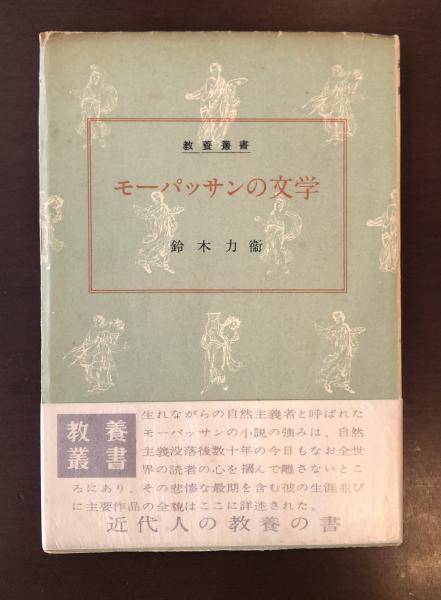 教養叢書
モーパッサンの文学
鈴木力衞
教養
叢書
生れながらの自然主義者と呼ばれた
モーパッサンの小説の強みは、自然
主義没落後数十年の今日もなお全世
界の読者の心を摑んで離さないとこ
ろにあり、その悲惨な最期を含む彼の生涯並び
に主要作品の全貌はここに詳述された。
近代人の教養の書